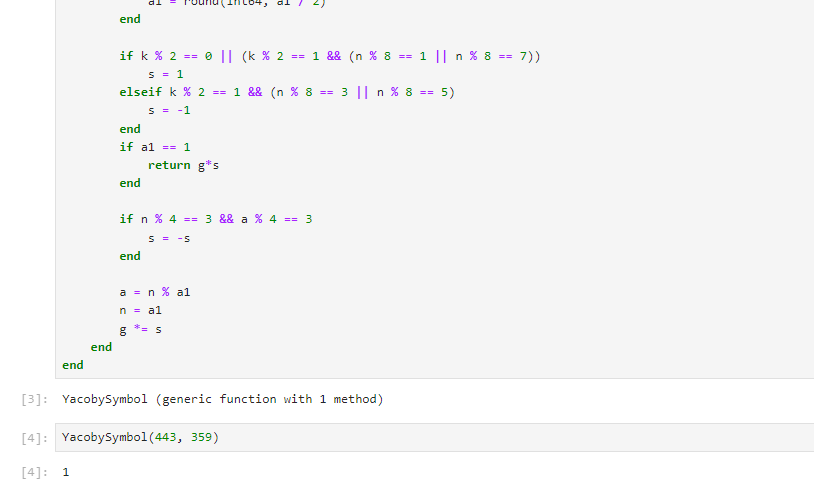 a1 = round(Int64, a1 / 2)
end
if k % 2 == 0 || (k % 2 == 1 && (n % 8 == 1 || n % 8 == 7))
s = 1
elseif k % 2 == 1 && (n % 8 == 3 || n % 8 == 5)
s = -1
end
if a1 == 1
return g*s
end
if n % 4 == 3 && a % 4 == 3
s = -s
end
a = n % a1
n = a1
g *= s
end
end
[3]: YacobySymbol (generic function with 1 method)
[4]: YacobySymbol(443, 359)
[4]: 1